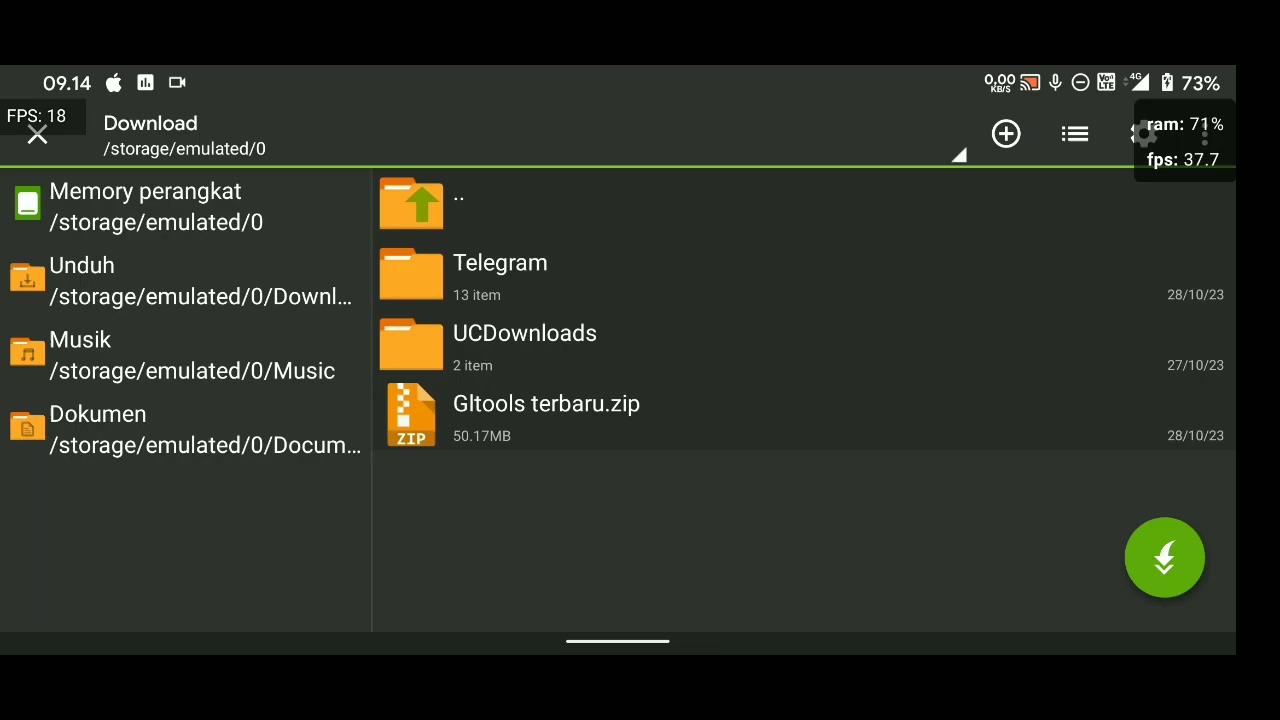 09.14
0,00 KB/S
Vo) LTE
4G
73%
FPS: 18
Download
/storage/emulated/0
ram: 71%
fps: 37.7
Memory perangkat
/storage/emulated/0
Unduh
/storage/emulated/0/Downl...
Musik
/storage/emulated/0/Music
Dokumen
/storage/emulated/0/Docum...
..
Telegram
13 item
28/10/23
UCDownloads
2 item
27/10/23
ZIP
Gltools terbaru.zip
50.17MB
28/10/23